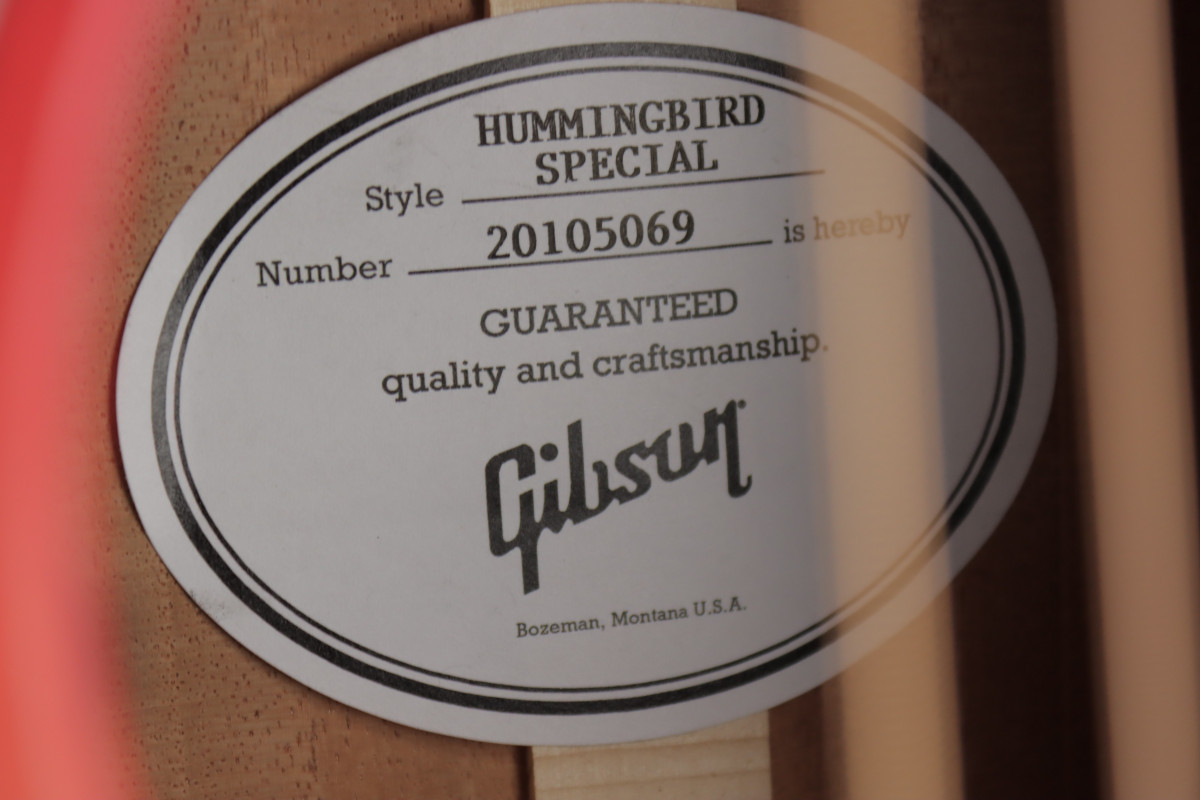 HUMMINGBIRD
SPECIAL
Style
Number 20105069 is hereby
GUARANTEED
quality and craftsmanship.
Gibson
Bozeman, Montana U.S.A.